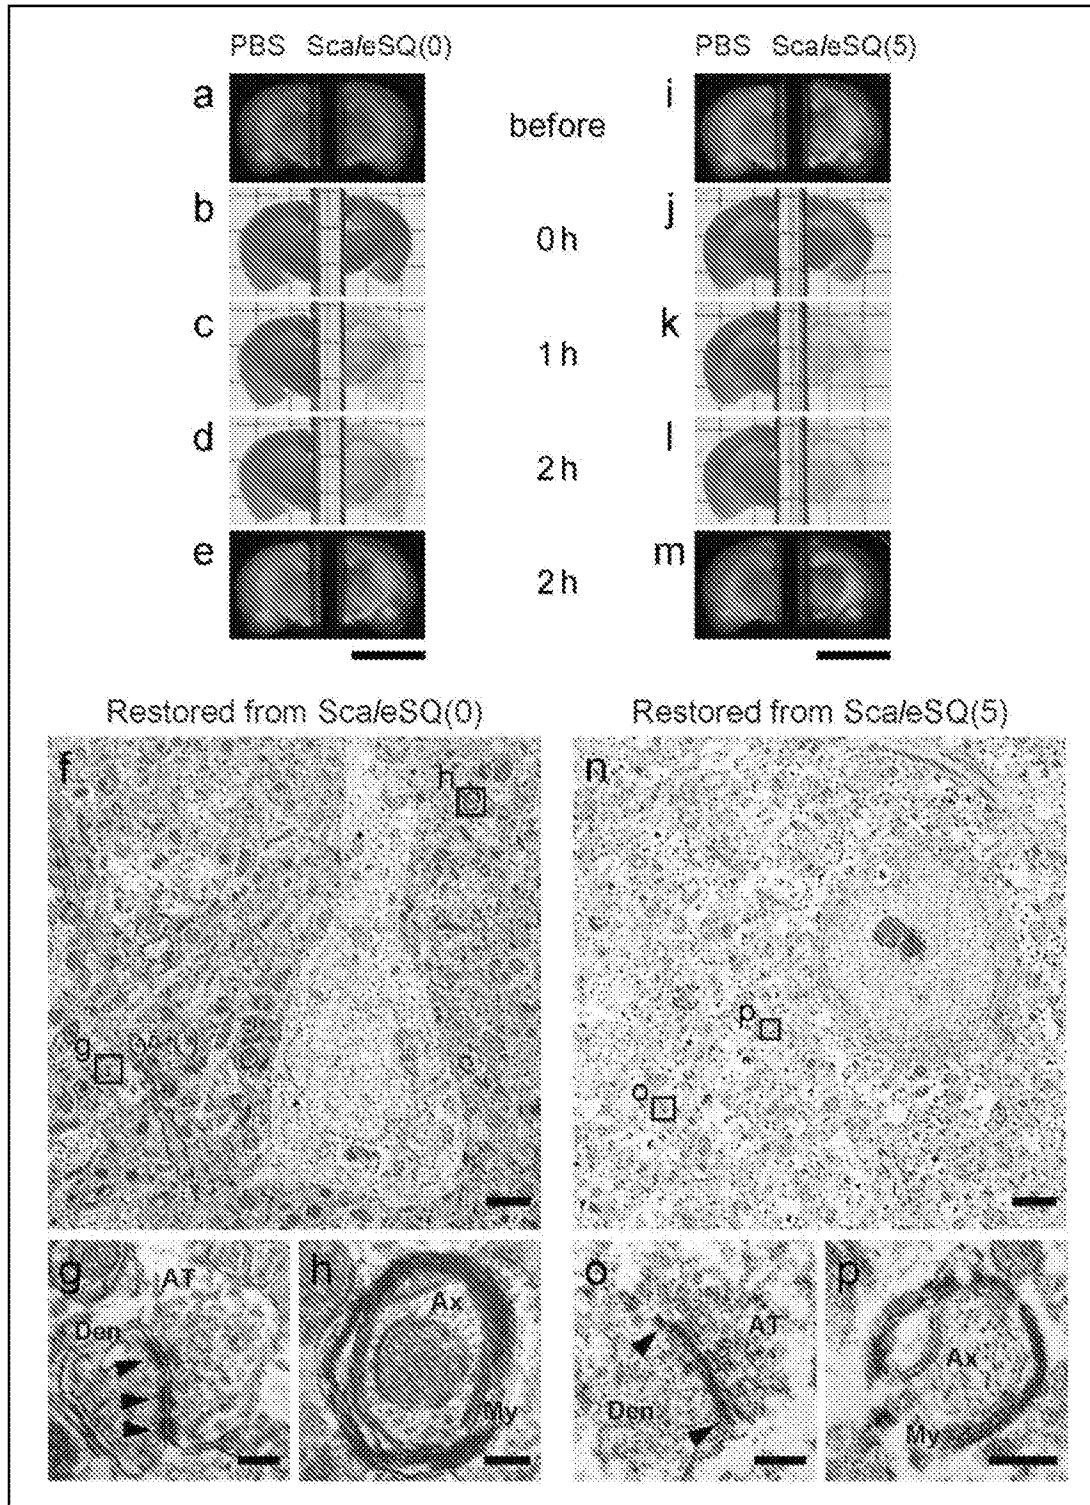 PBS ScaleSQ(0)
PBS ScaleSQ(5)
a
i
before
b
j
0 h
c
k
1 h
d
l
2 h
e
m
2 h
Restored from ScaleSQ(0)
Restored from ScaleSQ(5)
f
h
g
n
p
o
g
AT
Den
h
Ax
My
o
AT
Den
p
Ax
My